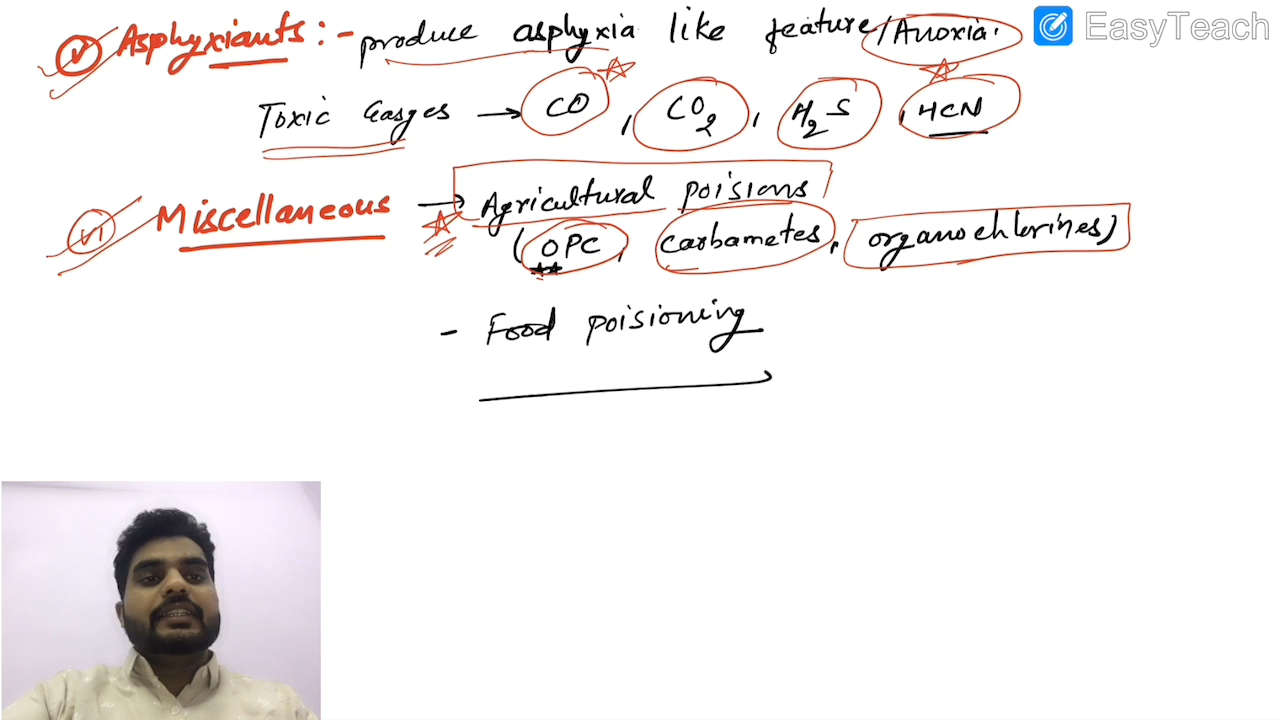 EasyTeach
(v) Asphyxiants :- produce asphyxia like feature / Anoxia.
Toxic Gasges → CO, CO2, H2S, HCN
(vi) Miscellaneous → Agricultural poisions
(OPC, carbametes, organochlorines)
- Food poisioning